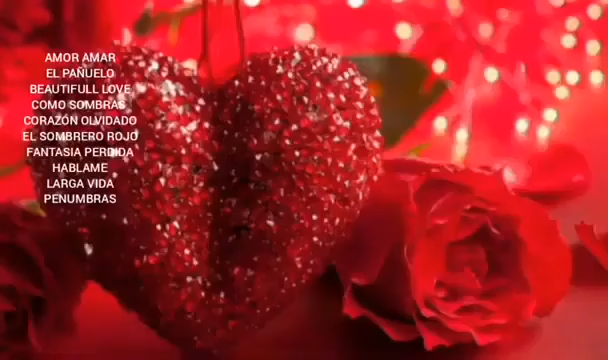 AMOR AMAR
EL PAÑUELO
BEAUTIFULL LOVE
COMO SOMBRAS
CORAZÓN OLVIDADO
EL SOMBRERO ROJO
FANTASIA PERDIDA
HABLAME
LARGA VIDA
PENUMBRAS